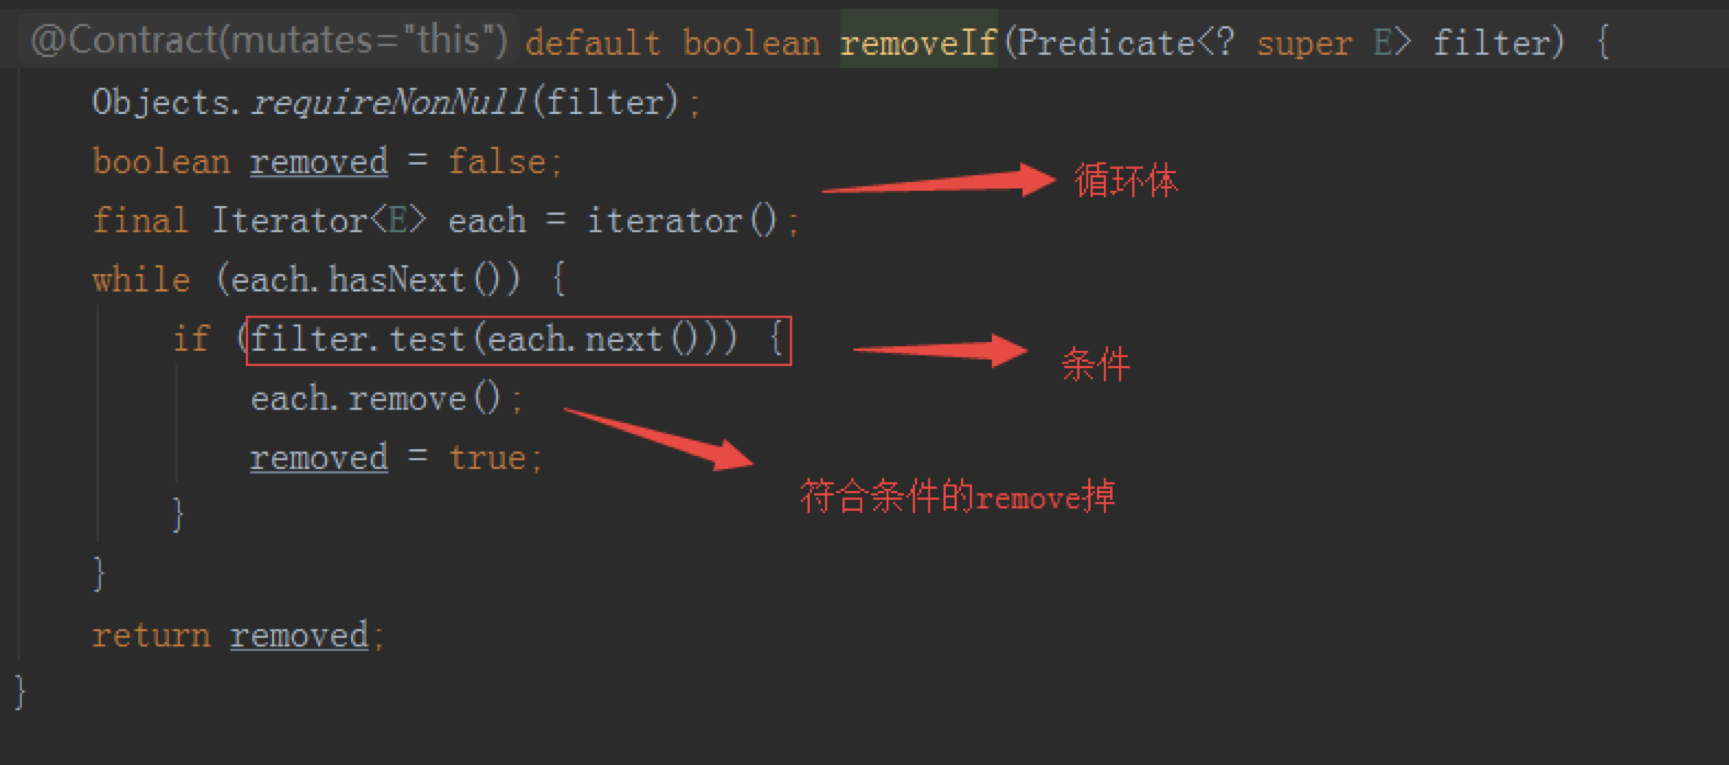 @Contract(mutates="this") default boolean removeIf(Predicate<? super E> filter) {
Objects.requireNonNull(filter);
boolean removed = false;
循环体
final Iterator<E> each = iterator();
while (each.hasNext()) {
if (filter.test(each.next())) {
条件
each.remove();
removed = true;
符合条件的remove掉
}
}
return removed;
}